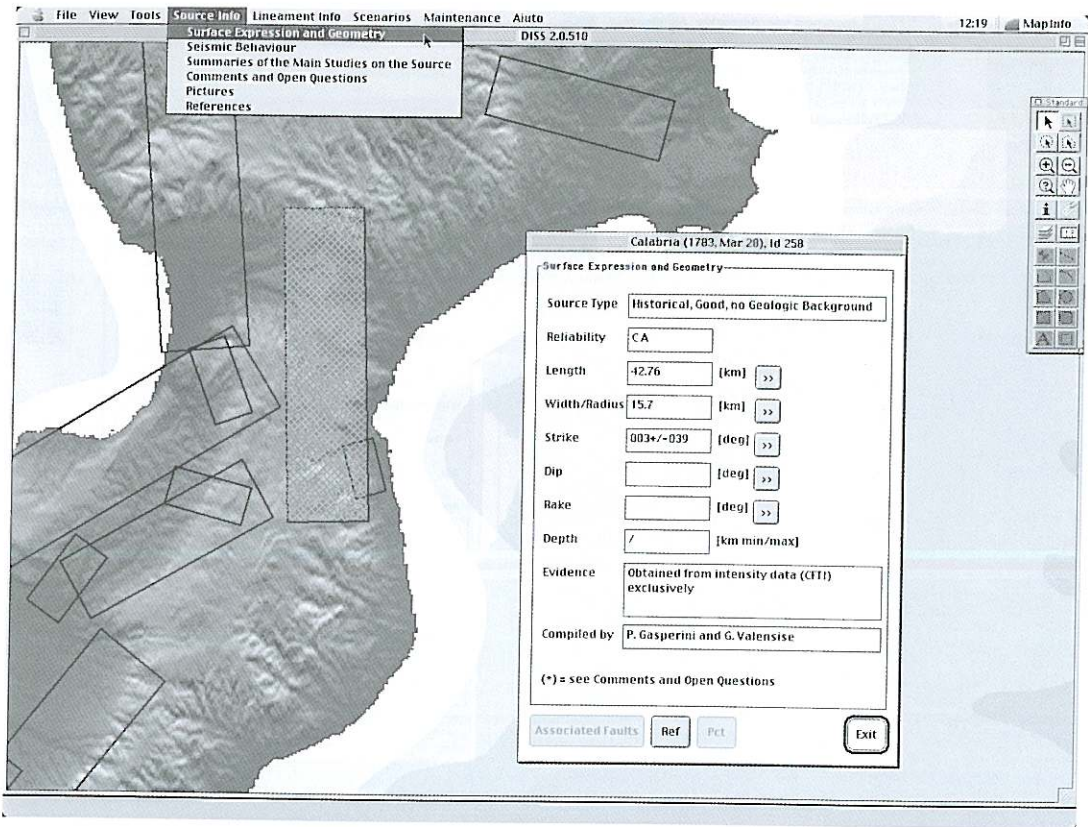 File View Tools Source Info Lineament Info Scenarios Maintenance Aiuto 12:19 MapInfo
DISS 2.0.510
Surface Expression and Geometry
Seismic Behaviour
Summaries of the Main Studies on the Source
Comments and Open Questions
Pictures
References
Standard
Calabria (1783, Mar 28), Id 258
Surface Expression and Geometry
Source Type Historical, Good, no Geologic Background
Reliability CA
Length 42.76 [km] >>
Width/Radius 15.7 [km] >>
Strike 003+/-039 [deg] >>
Dip [deg] >>
Rake [deg] >>
Depth / [km min/max]
Evidence Obtained from intensity data (CFTI)
exclusively
Compiled by P. Gasperini and G. Valensise
(*) = see Comments and Open Questions
Associated Faults Ref Pct Exit